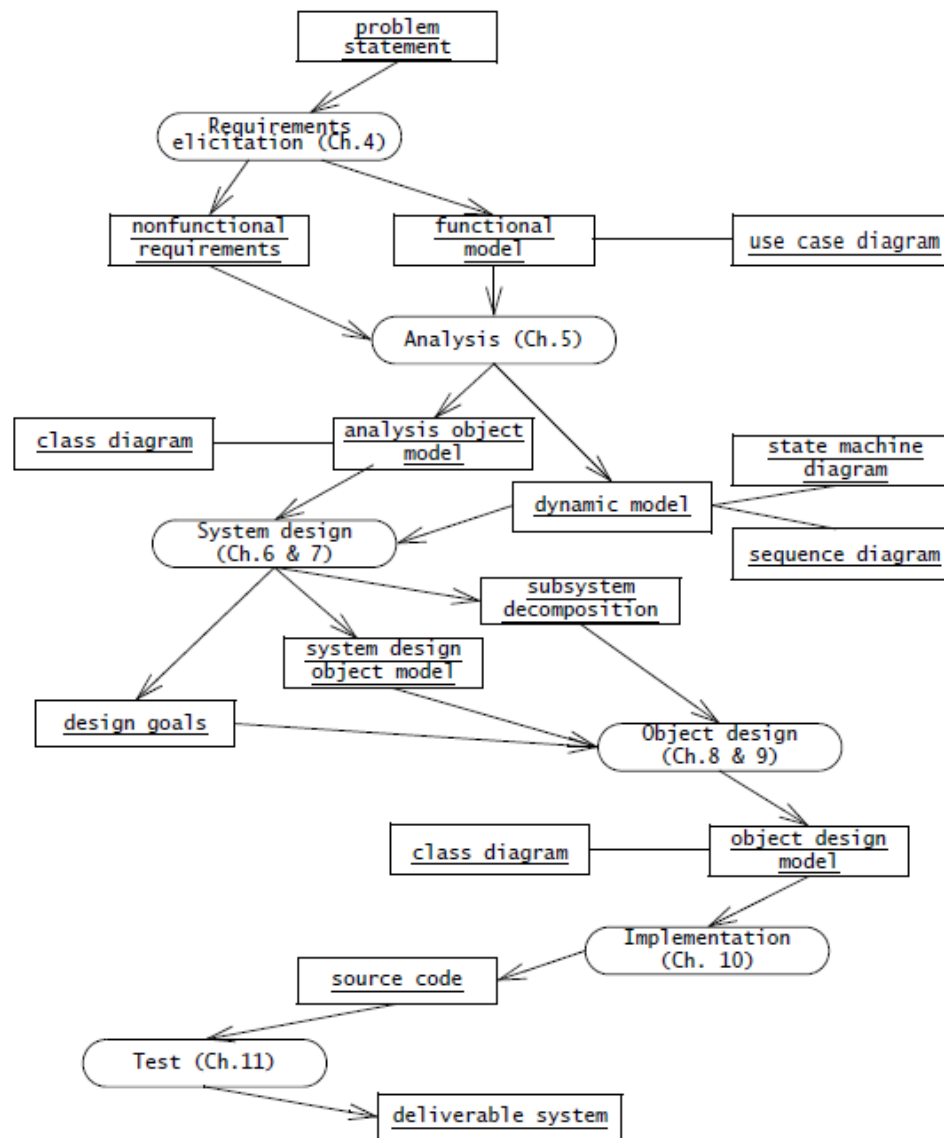 problem
statement
Requirements
elicitation (Ch.4)
nonfunctional
requirements
functional
model
use case diagram
Analysis (Ch.5)
class diagram
analysis object
model
state machine
diagram
dynamic model
System design
(Ch.6 & 7)
sequence diagram
subsystem
decomposition
system design
object model
design goals
Object design
(Ch.8 & 9)
class diagram
object design
model
Implementation
(Ch. 10)
source code
Test (Ch.11)
deliverable system